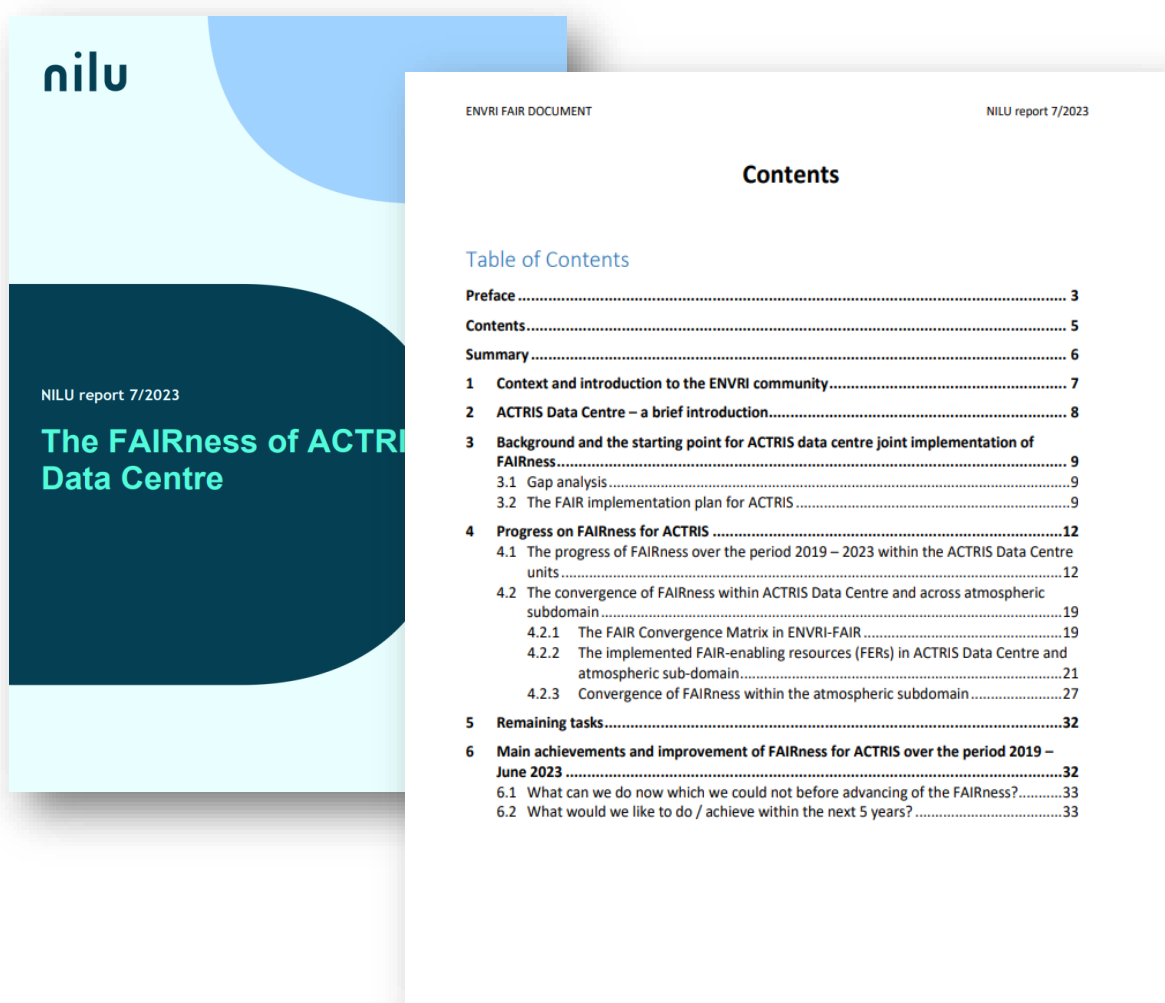 nilu
NILU report 7/2023
The FAIRness of ACTRI
Data Centre
ENVRI FAIR DOCUMENT NILU report 7/2023
Contents
Table of Contents
Preface ........................................................................................................................................ 3
Contents...................................................................................................................................... 5
Summary ..................................................................................................................................... 6
1 Context and introduction to the ENVRI community......................................................... 7
2 ACTRIS Data Centre – a brief introduction....................................................................... 8
3 Background and the starting point for ACTRIS data centre joint implementation of
FAIRness............................................................................................................................ 9
3.1 Gap analysis..................................................................................................................9
3.2 The FAIR implementation plan for ACTRIS ..................................................................9
4 Progress on FAIRness for ACTRIS ....................................................................................12
4.1 The progress of FAIRness over the period 2019 – 2023 within the ACTRIS Data Centre
units ............................................................................................................................12
4.2 The convergence of FAIRness within ACTRIS Data Centre and across atmospheric
subdomain ..................................................................................................................19
4.2.1 The FAIR Convergence Matrix in ENVRI-FAIR .................................................19
4.2.2 The implemented FAIR-enabling resources (FERs) in ACTRIS Data Centre and
atmospheric sub-domain................................................................................21
4.2.3 Convergence of FAIRness within the atmospheric subdomain ......................27
5 Remaining tasks...............................................................................................................32
6 Main achievements and improvement of FAIRness for ACTRIS over the period 2019 –
June 2023 ........................................................................................................................32
6.1 What can we do now which we could not before advancing of the FAIRness?...........33
6.2 What would we like to do / achieve within the next 5 years? ....................................33